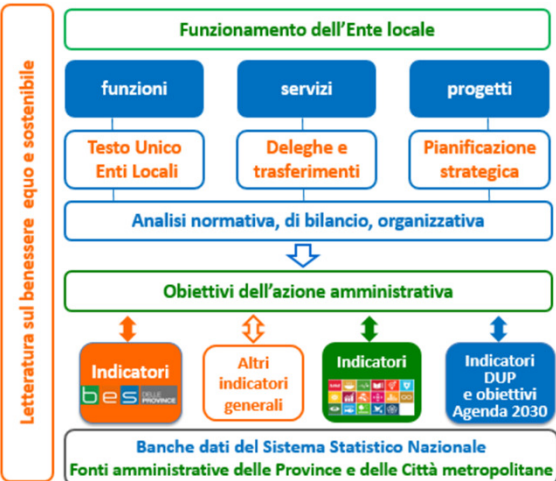 Letteratura sul benessere equo e sostenibile
Funzionamento dell'Ente locale
funzioni
servizi
progetti
Testo Unico
Enti Locali
Deleghe e
trasferimenti
Pianificazione
strategica
Analisi normativa, di bilancio, organizzativa
Obiettivi dell'azione amministrativa
Indicatori
bes DELLE
PROVINCE
Altri
indicatori
generali
Indicatori
Indicatori
DUP
e obiettivi
Agenda 2030
Banche dati del Sistema Statistico Nazionale
Fonti amministrative delle Province e delle Città metropolitane